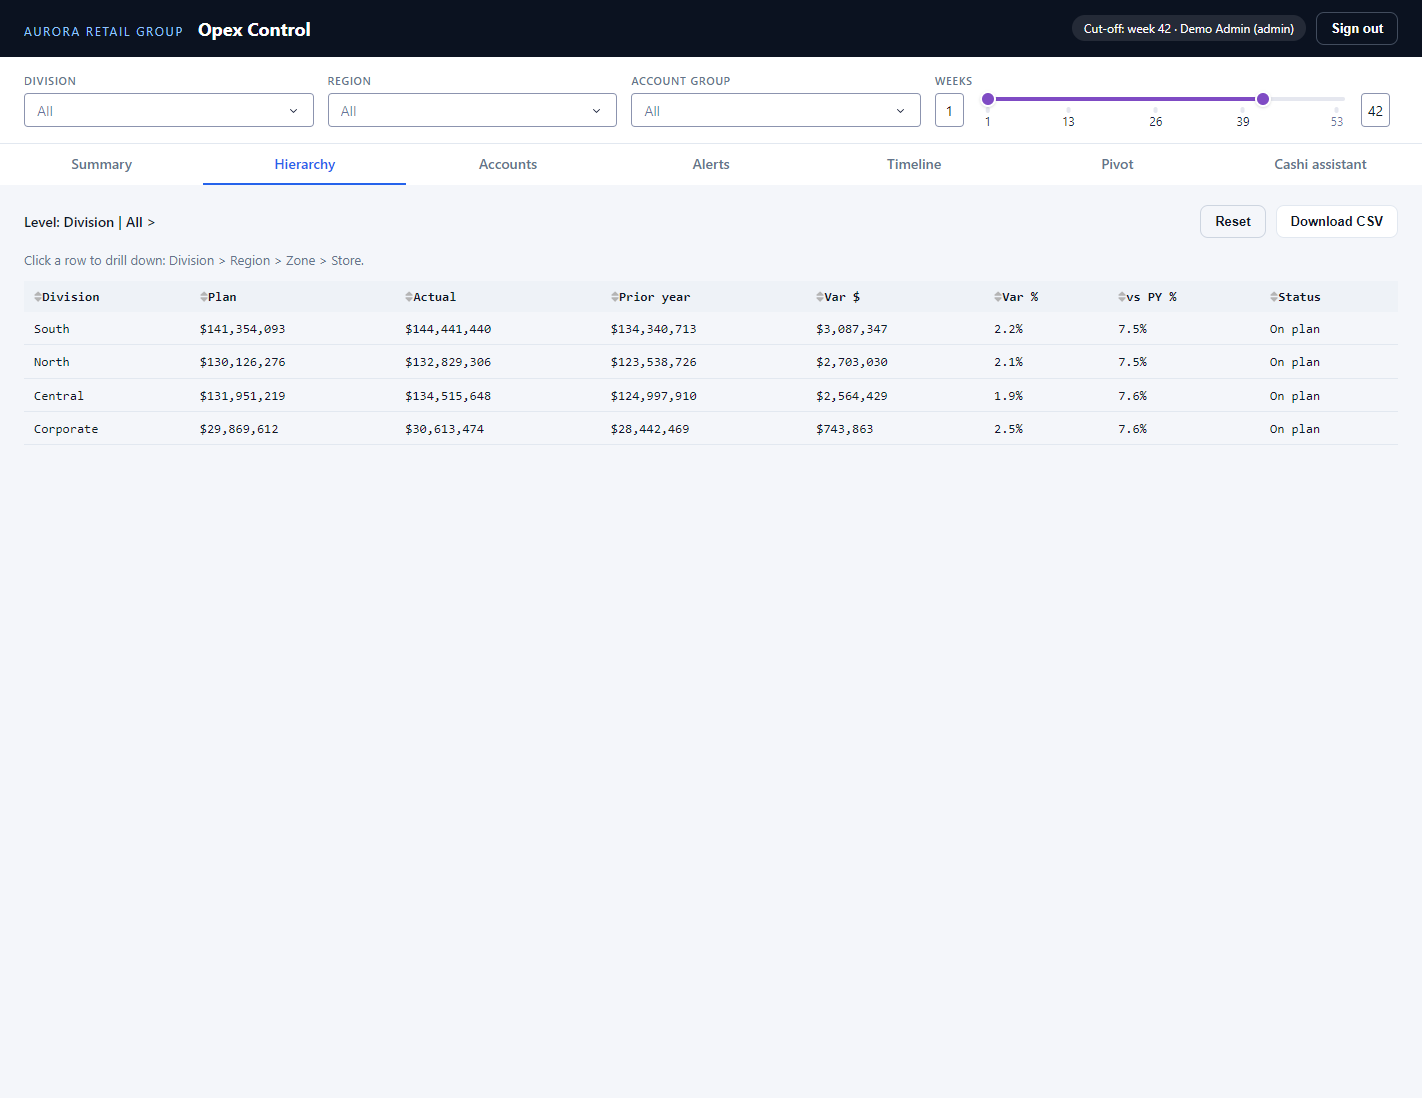 AURORA RETAIL GROUP Opex Control
Cut-off: week 42 · Demo Admin (admin) Sign out
DIVISION REGION ACCOUNT GROUP WEEKS
All All All 1 42
1 13 26 39 53
Summary Hierarchy Accounts Alerts Timeline Pivot Cashi assistant
Level: Division | All >
Reset Download CSV
Click a row to drill down: Division > Region > Zone > Store.
Division Plan Actual Prior year Var $ Var % vs PY % Status
South $141,354,093 $144,441,440 $134,340,713 $3,087,347 2.2% 7.5% On plan
North $130,126,276 $132,829,306 $123,538,726 $2,703,030 2.1% 7.5% On plan
Central $131,951,219 $134,515,648 $124,997,910 $2,564,429 1.9% 7.6% On plan
Corporate $29,869,612 $30,613,474 $28,442,469 $743,863 2.5% 7.6% On plan